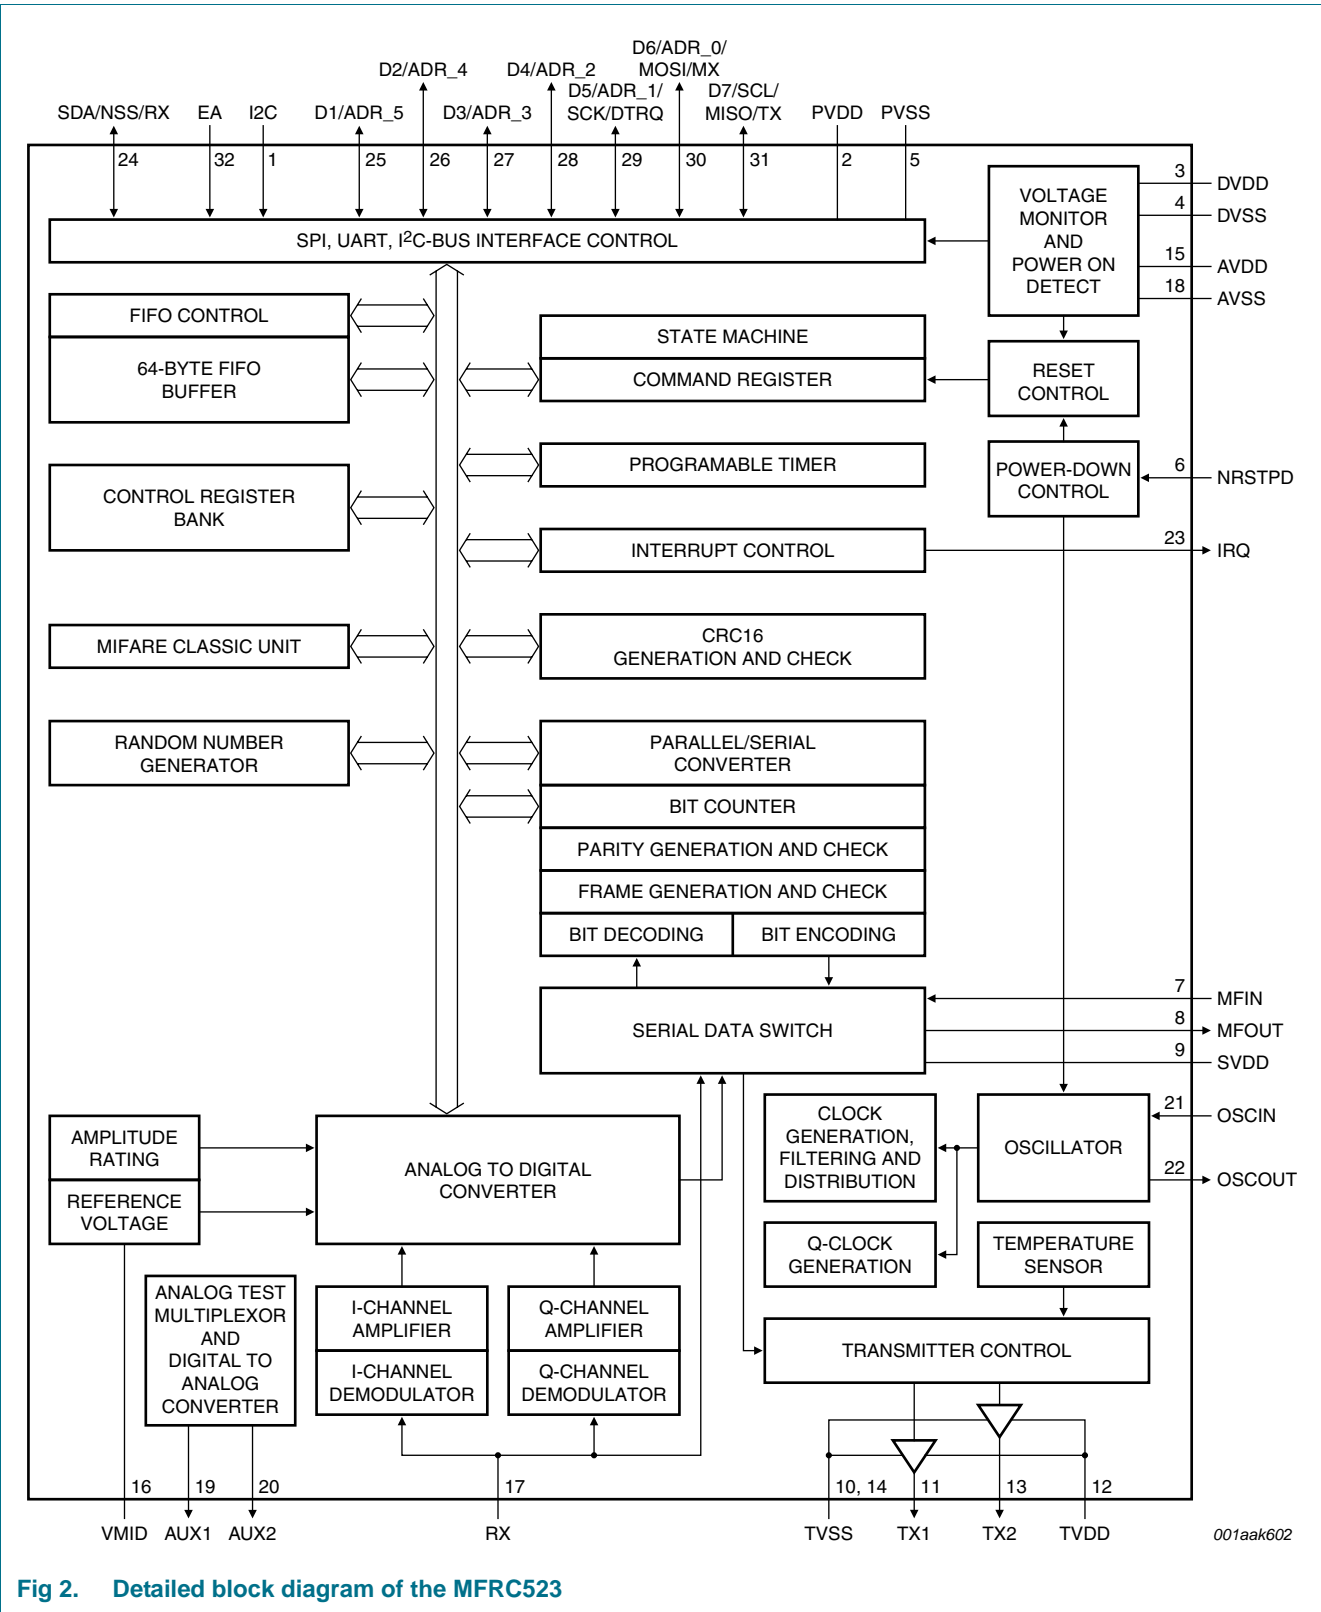 D6/ADR_0/
D2/ADR_4
D4/ADR_2
MOSI/MX
D5/ADR_1/
D7/SCL/
SDA/NSS/RX
EA
I2C
D1/ADR_5
D3/ADR_3
SCK/DTRQ
MISO/TX
PVDD
PVSS
24
32
1
25
26
27
28
29
30
31
2
5
VOLTAGE
MONITOR
AND
POWER ON
DETECT
3
DVDD
4
DVSS
15
AVDD
18
AVSS
SPI, UART, I2C-BUS INTERFACE CONTROL
FIFO CONTROL
64-BYTE FIFO
BUFFER
STATE MACHINE
COMMAND REGISTER
RESET
CONTROL
CONTROL REGISTER
BANK
PROGRAMABLE TIMER
POWER-DOWN
CONTROL
6
NRSTPD
INTERRUPT CONTROL
23
IRQ
MIFARE CLASSIC UNIT
CRC16
GENERATION AND CHECK
RANDOM NUMBER
GENERATOR
PARALLEL/SERIAL
CONVERTER
BIT COUNTER
PARITY GENERATION AND CHECK
FRAME GENERATION AND CHECK
BIT DECODING
BIT ENCODING
SERIAL DATA SWITCH
7
MFIN
8
MFOUT
9
SVDD
AMPLITUDE
RATING
REFERENCE
VOLTAGE
ANALOG TO DIGITAL
CONVERTER
CLOCK
GENERATION,
FILTERING AND
DISTRIBUTION
OSCILLATOR
21
OSCIN
22
OSCOUT
Q-CLOCK
GENERATION
TEMPERATURE
SENSOR
ANALOG TEST
MULTIPLEXOR
AND
DIGITAL TO
ANALOG
CONVERTER
I-CHANNEL
AMPLIFIER
I-CHANNEL
DEMODULATOR
Q-CHANNEL
AMPLIFIER
Q-CHANNEL
DEMODULATOR
TRANSMITTER CONTROL
16
19
20
17
10, 14
11
13
12
VMID
AUX1
AUX2
RX
TVSS
TX1
TX2
TVDD
001aak602
Fig 2. Detailed block diagram of the MFRC523